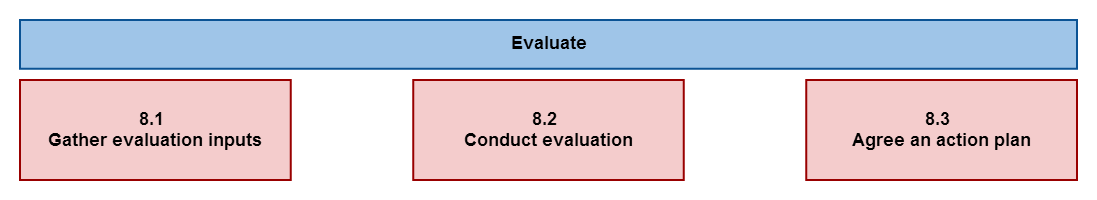 Evaluate
8.1
Gather evaluation inputs
8.2
Conduct evaluation
8.3
Agree an action plan